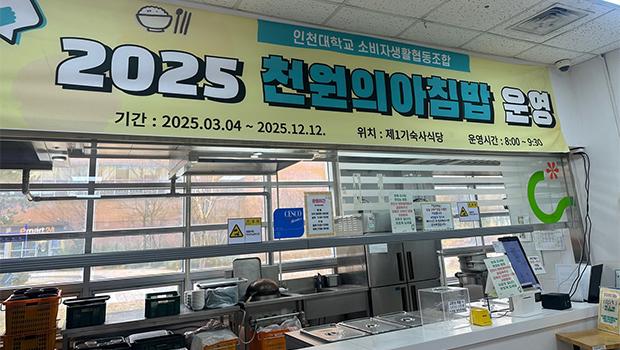 인천대학교 소비자생활협동조합
2025 천원의아침밥 운영
기간 : 2025.03.04 ~ 2025.12.12. 위치 : 제1기숙사식당 운영시간 : 8:00 ~ 9:30
emart24
CESCO